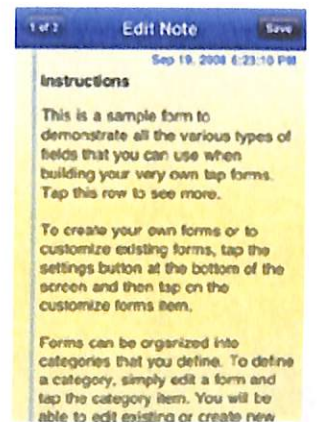 1 of 2 Edit Note Save
Sep 19, 2008 6:23:10 PM
Instructions
This is a sample form to
demonstrate all the various types of
fields that you can use when
building your very own tap forms.
Tap this row to see more.
To create your own forms or to
customize existing forms, tap the
settings button at the bottom of the
screen and then tap on the
customize forms item.
Forms can be organized into
categories that you define. To define
a category, simply edit a form and
tap the category item. You will be
able to edit existing or create new